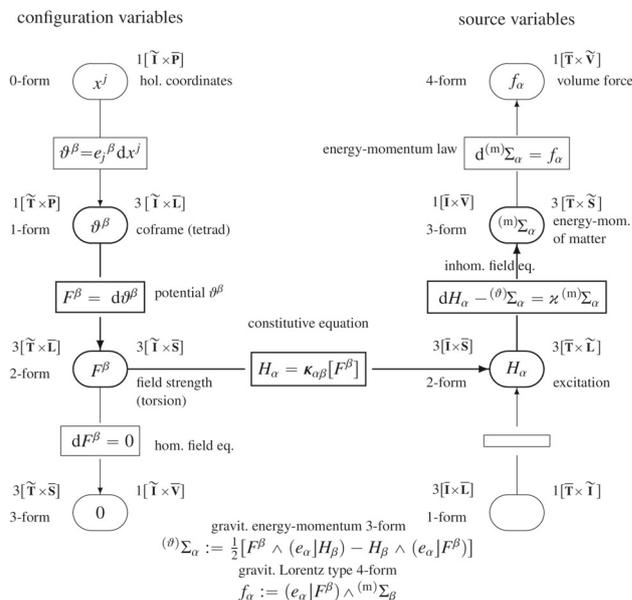 configuration variables
source variables
1[Ĩ×P̅]
0-form
x^j
hol. coordinates
1[T̅×Ṽ]
4-form
f_α
volume force
ϑ^β=e_j^βdx^j
energy-momentum law
d^(m)Σ_α = f_α
1[T̃×P̅]
3[Ĩ×L̅]
1-form
ϑ^β
coframe (tetrad)
1[I̅×V̅]
3[T̅×S̃]
3-form
^(m)Σ_α
energy-mom.
of matter
inhom. field eq.
F^β = dϑ^β
potential ϑ^β
dH_α − ^(ϑ)Σ_α = ϰ ^(m)Σ_α
constitutive equation
3[T̃×L̅]
3[Ĩ×S̅]
2-form
F^β
field strength
(torsion)
H_α = κ_αβ[F^β]
3[I̅×S̅]
3[T̅×L̃]
2-form
H_α
excitation
dF^β = 0
hom. field eq.
3[T̃×S̅]
1[Ĩ×V̅]
3-form
0
3[I̅×L̅]
1[T̅×Ĩ]
1-form
gravit. energy-momentum 3-form
^(ϑ)Σ_α := ½[F^β ∧ (e_α⌋H_β) − H_β ∧ (e_α⌋F^β)]
gravit. Lorentz type 4-form
f_α := (e_α⌋F^β) ∧ ^(m)Σ_β